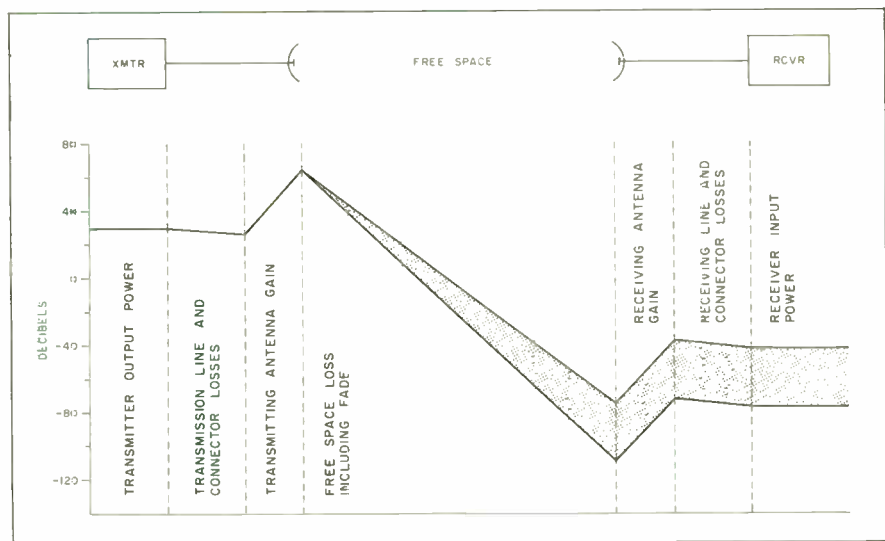 XMTR
FREE SPACE
RCVR
80
40
0
-40
-80
-120
DECIBELS
TRANSMITTER OUTPUT POWER
TRANSMISSION LINE AND
CONNECTOR LOSSES
TRANSMITTING ANTENNA GAIN
FREE SPACE LOSS
INCLUDING FADE
RECEIVING ANTENNA
GAIN
RECEIVING LINE AND
CONNECTOR LOSSES
RECEIVER INPUT
POWER